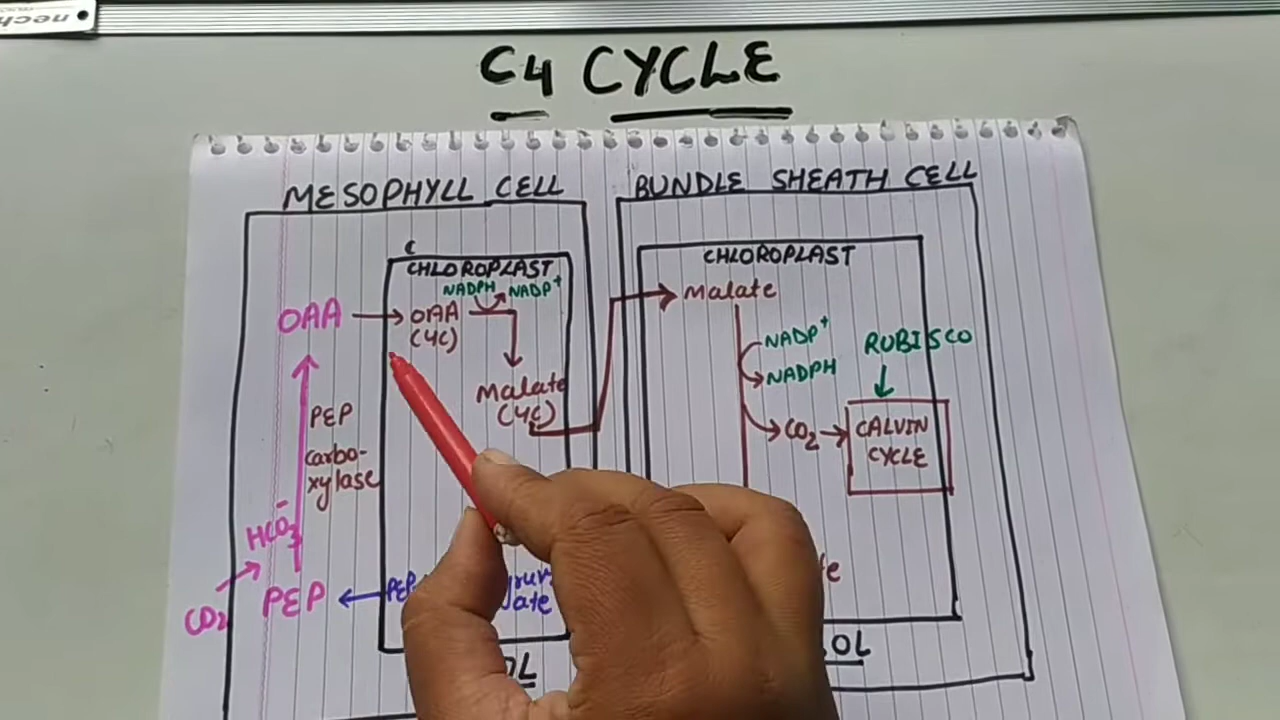 C4 CYCLE
MESOPHYLL CELL
BUNDLE SHEATH CELL
C
CHLOROPLAST
NADPH NADP+
OAA
OAA
(4C)
Malate
(4C)
PEP
Carbo-
xylase
HCO3-
CO2
PEP
PEP
CHLOROPLAST
Malate
NADP+
NADPH
RUBISCO
CO2
CALVIN
CYCLE